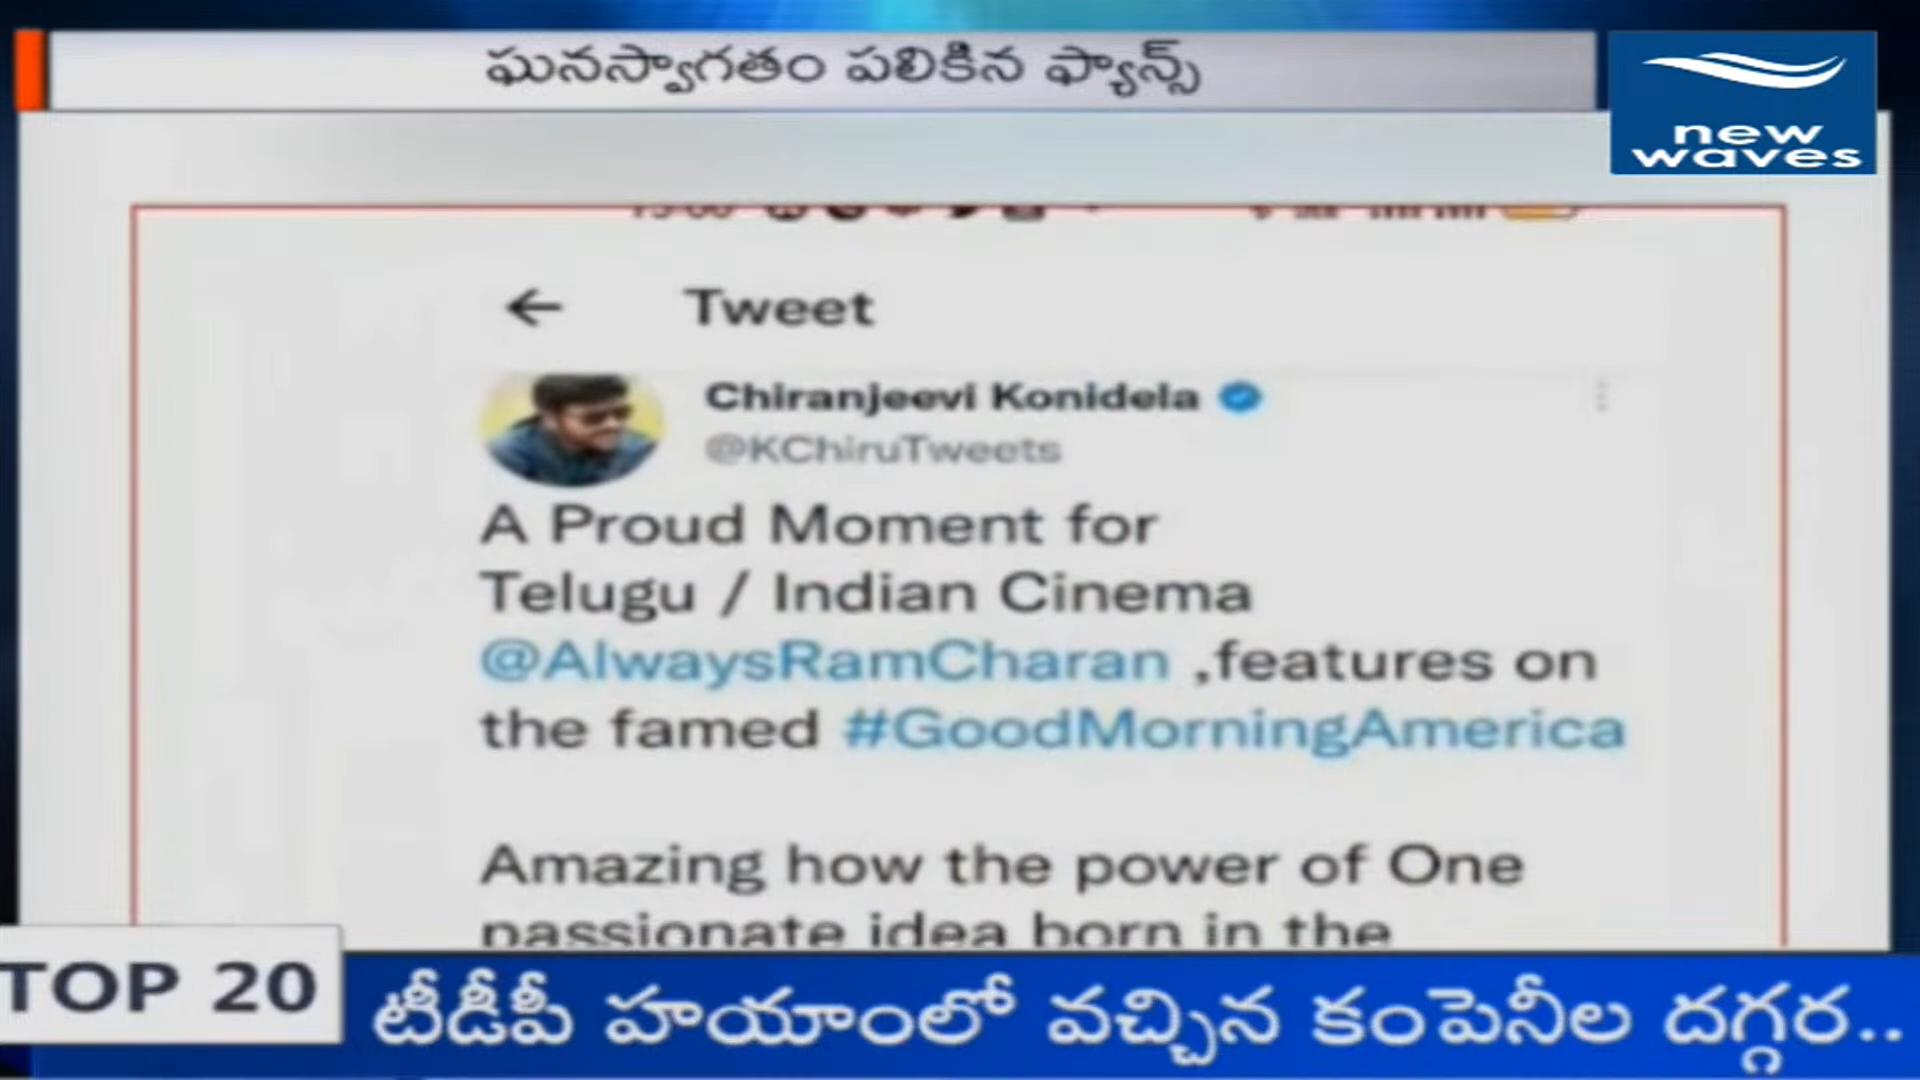 ఘనస్వాగతం పలికిన ఫ్యాన్స్
new
waves
Tweet
Chiranjeevi Konidela
@KChiruTweets
A Proud Moment for
Telugu / Indian Cinema
@AlwaysRamCharan ,features on
the famed #GoodMorningAmerica
Amazing how the power of One
passionate idea born in the
TOP 20
టీడీపీ హయాంలో వచ్చిన కంపెనీల దగ్గర..